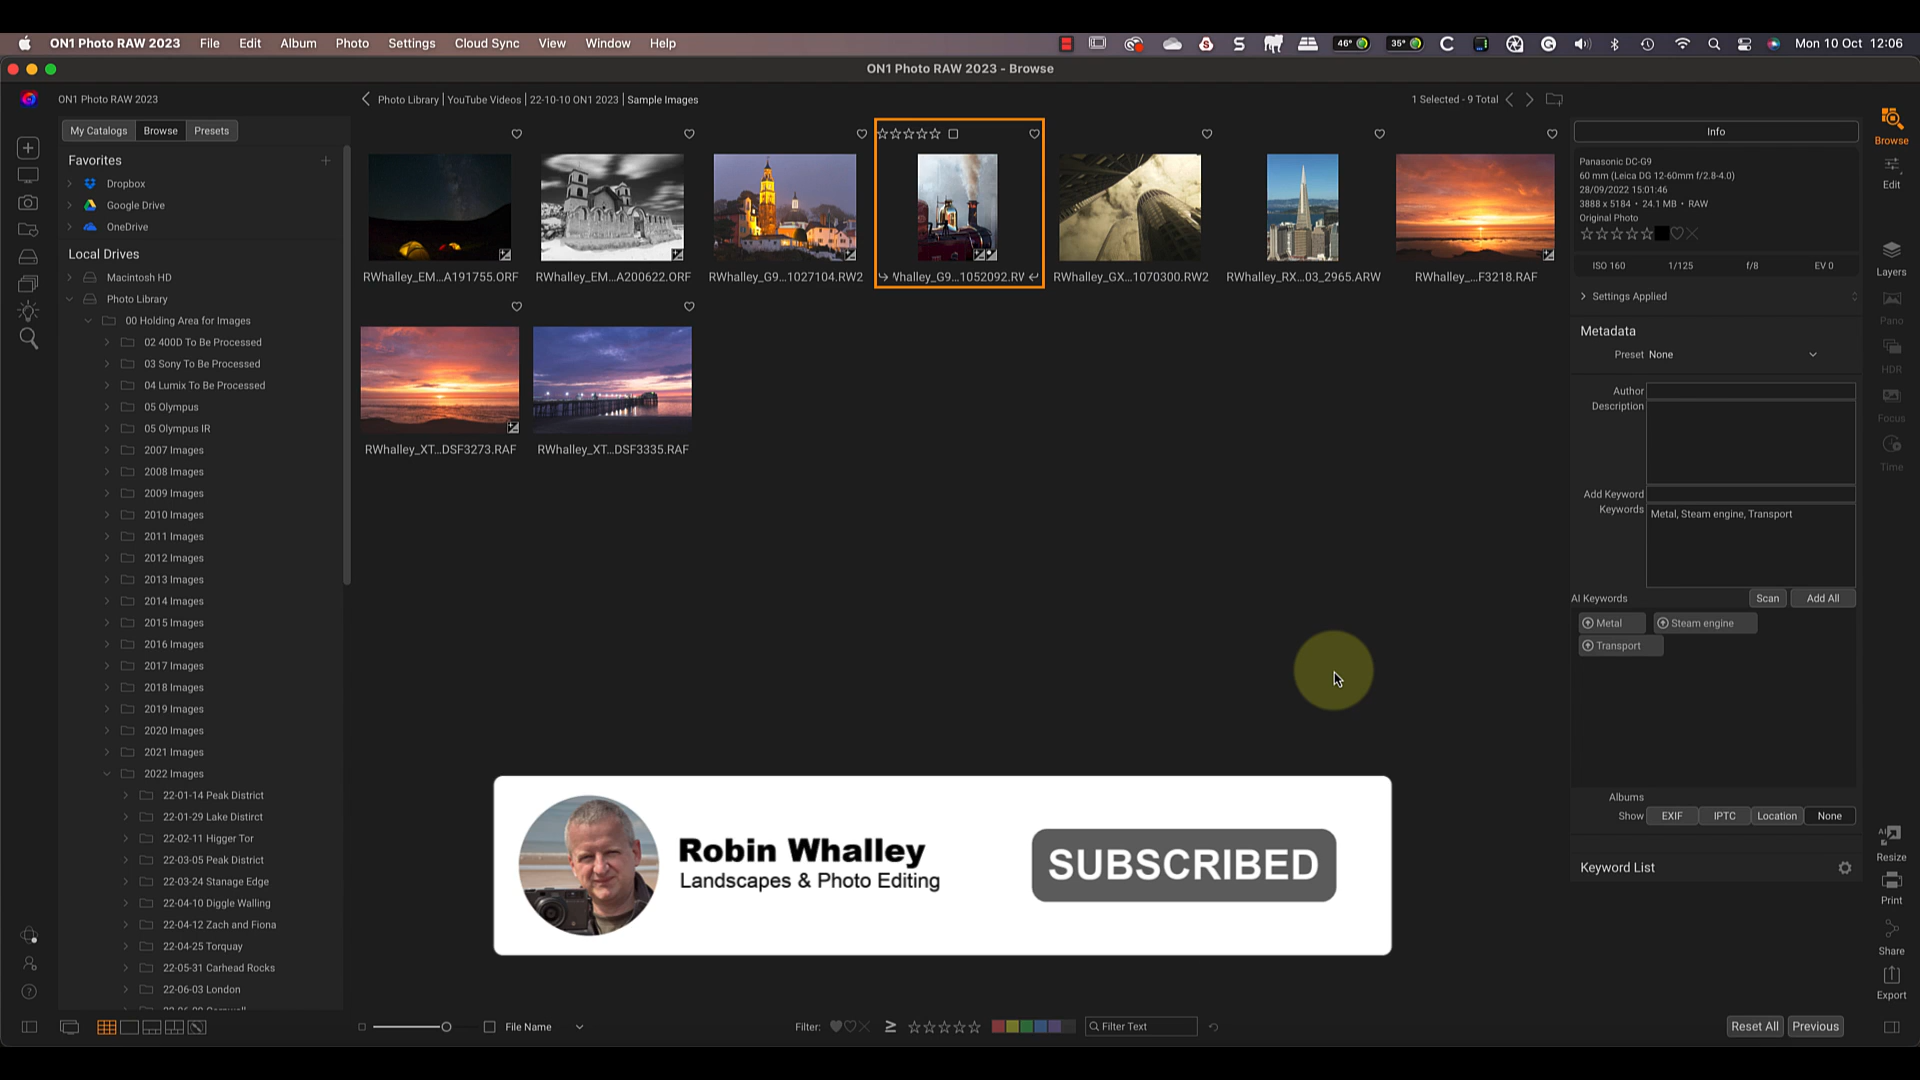 ON1 Photo RAW 2023 File Edit Album Photo Settings Cloud Sync View Window Help 46° 35° Mon 10 Oct 12:06
ON1 Photo RAW 2023 - Browse
ON1 Photo RAW 2023
Photo Library | YouTube Videos | 22-10-10 ON1 2023 | Sample Images
1 Selected - 9 Total
My Catalogs Browse Presets
Favorites
Dropbox
Google Drive
OneDrive
Local Drives
Macintosh HD
Photo Library
00 Holding Area for Images
02 400D To Be Processed
03 Sony To Be Processed
04 Lumix To Be Processed
05 Olympus
05 Olympus IR
2007 Images
2008 Images
2009 Images
2010 Images
2011 Images
2012 Images
2013 Images
2014 Images
2015 Images
2016 Images
2017 Images
2018 Images
2019 Images
2020 Images
2021 Images
2022 Images
22-01-14 Peak District
22-01-29 Lake Distirct
22-02-11 Higger Tor
22-03-05 Peak District
22-03-24 Stanage Edge
22-04-10 Diggle Walling
22-04-12 Zach and Fiona
22-04-25 Torquay
22-05-31 Carhead Rocks
22-06-03 London
RWhalley_EM...A191755.ORF
RWhalley_EM...A200622.ORF
RWhalley_G9...1027104.RW2
Whalley_G9...1052092.RV
RWhalley_GX...1070300.RW2
RWhalley_RX...03_2965.ARW
RWhalley_...F3218.RAF
RWhalley_XT...DSF3273.RAF
RWhalley_XT...DSF3335.RAF
Robin Whalley
Landscapes & Photo Editing
SUBSCRIBED
File Name
Filter: ≥ Filter Text
Info
Panasonic DC-G9
60 mm (Leica DG 12-60mm f/2.8-4.0)
28/09/2022 15:01:46
3888 x 5184 • 24.1 MB • RAW
Original Photo
ISO 160 1/125 f/8 EV 0
Settings Applied
Metadata
Preset None
Author
Description
Add Keyword
Keywords Metal, Steam engine, Transport
AI Keywords Scan Add All
Metal Steam engine
Transport
Albums
Show EXIF IPTC Location None
Keyword List
Reset All Previous
Browse
Edit
Layers
Pano
HDR
Focus
Time
Resize
Print
Share
Export